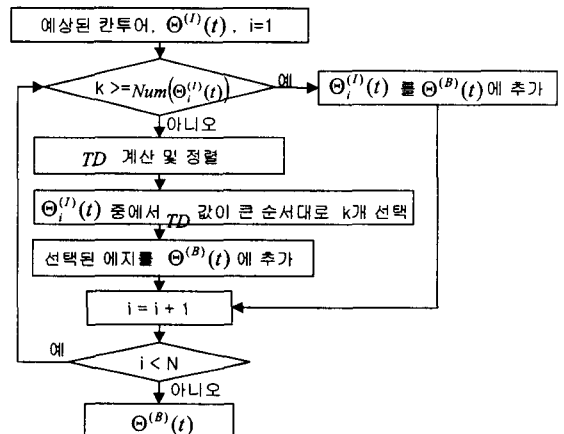 예상된 칸투어, Θ^(I)(t), i=1
k >=Num(Θ_i^(I)(t))
예
Θ_i^(I)(t) 를 Θ^(B)(t)에 추가
아니오
TD 계산 및 정렬
Θ_i^(I)(t) 중에서 TD 값이 큰 순서대로 k개 선택
선택된 에지를 Θ^(B)(t)에 추가
i = i + 1
예
i < N
아니오
Θ^(B)(t)